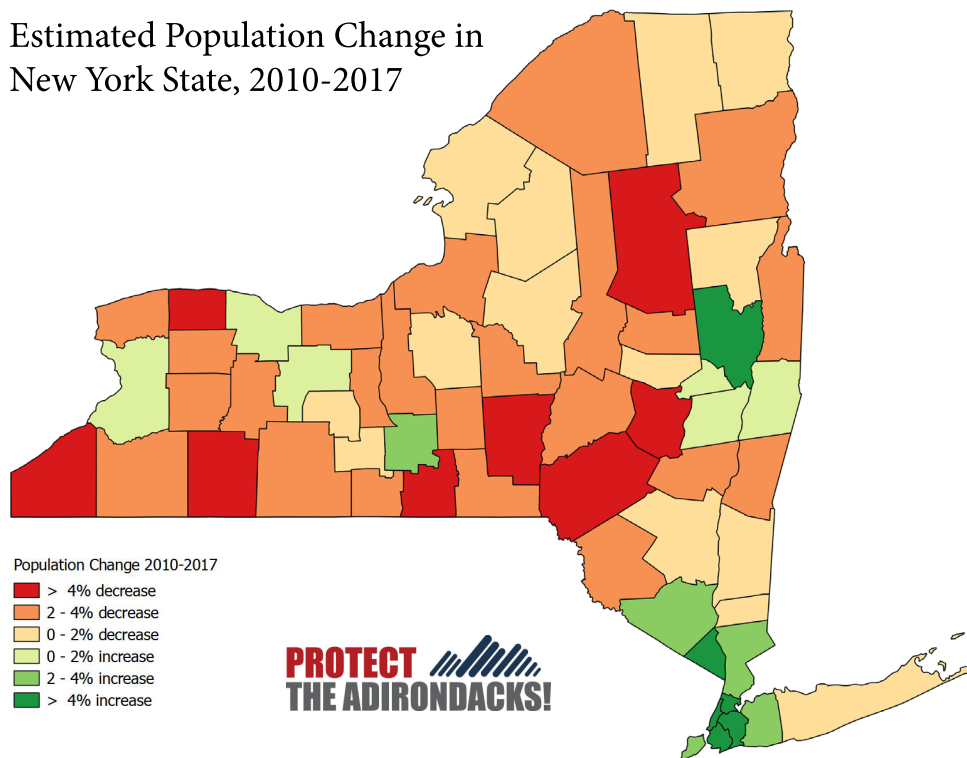 Estimated Population Change in
New York State, 2010-2017
Population Change 2010-2017
> 4% decrease
2 - 4% decrease
0 - 2% decrease
0 - 2% increase
2 - 4% increase
> 4% increase
PROTECT
THE ADIRONDACKS!